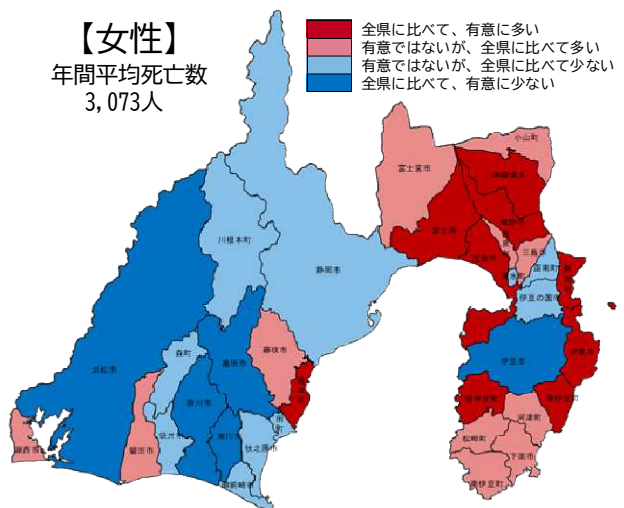 【女性】
年間平均死亡数
3,073人
全県に比べて、有意に多い
有意ではないが、全県に比べて多い
有意ではないが、全県に比べて少ない
全県に比べて、有意に少ない
小山町
富士宮市
御殿場市
裾野市
富士市
川根本町
静岡市
三島市
函南町
伊豆の国市
森町
島田市
藤枝市
伊豆市
伊東市
浜松市
掛川市
西伊豆町
東伊豆町
河津町
菊川市
松崎町
湖西市
磐田市
袋井市
牧之原市
下田市
御前崎市
南伊豆町